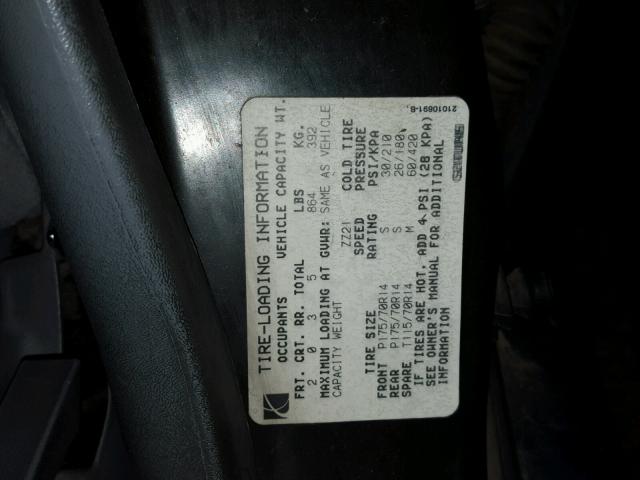 TIRE-LOADING INFORMATION
OCCUPANTS VEHICLE CAPACITY WT.
FRT. CRT. RR. TOTAL LBS KG.
2 0 3 5 864 392
MAXIMUM LOADING AT GVWR: SAME AS VEHICLE
CAPACITY WEIGHT
ZZ21
SPEED COLD TIRE
TIRE SIZE RATING PRESSURE
PSI/KPA
FRONT P175/70R14 S 30/210
REAR P175/70R14 S 26/180
SPARE T115/70R14 M 60/420
IF TIRES ARE HOT, ADD 4 PSI (28 KPA)
SEE OWNER'S MANUAL FOR ADDITIONAL
INFORMATION
21010691-B